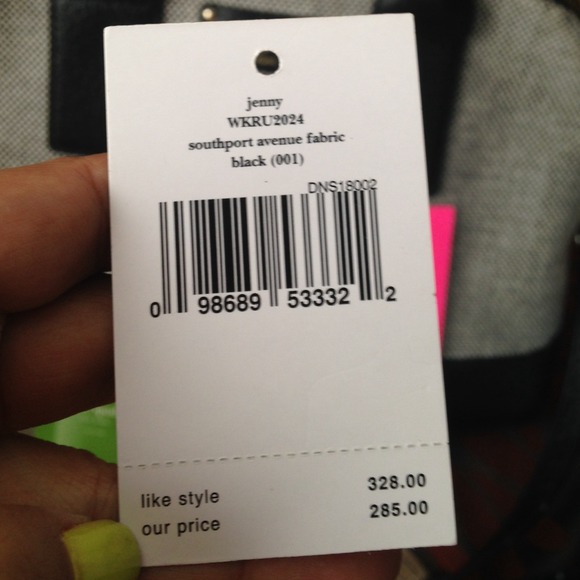 jenny
WKRU2024
southport avenue fabric
black (001)
DNS18002
0 98689 53332 2
like style 328.00
our price 285.00